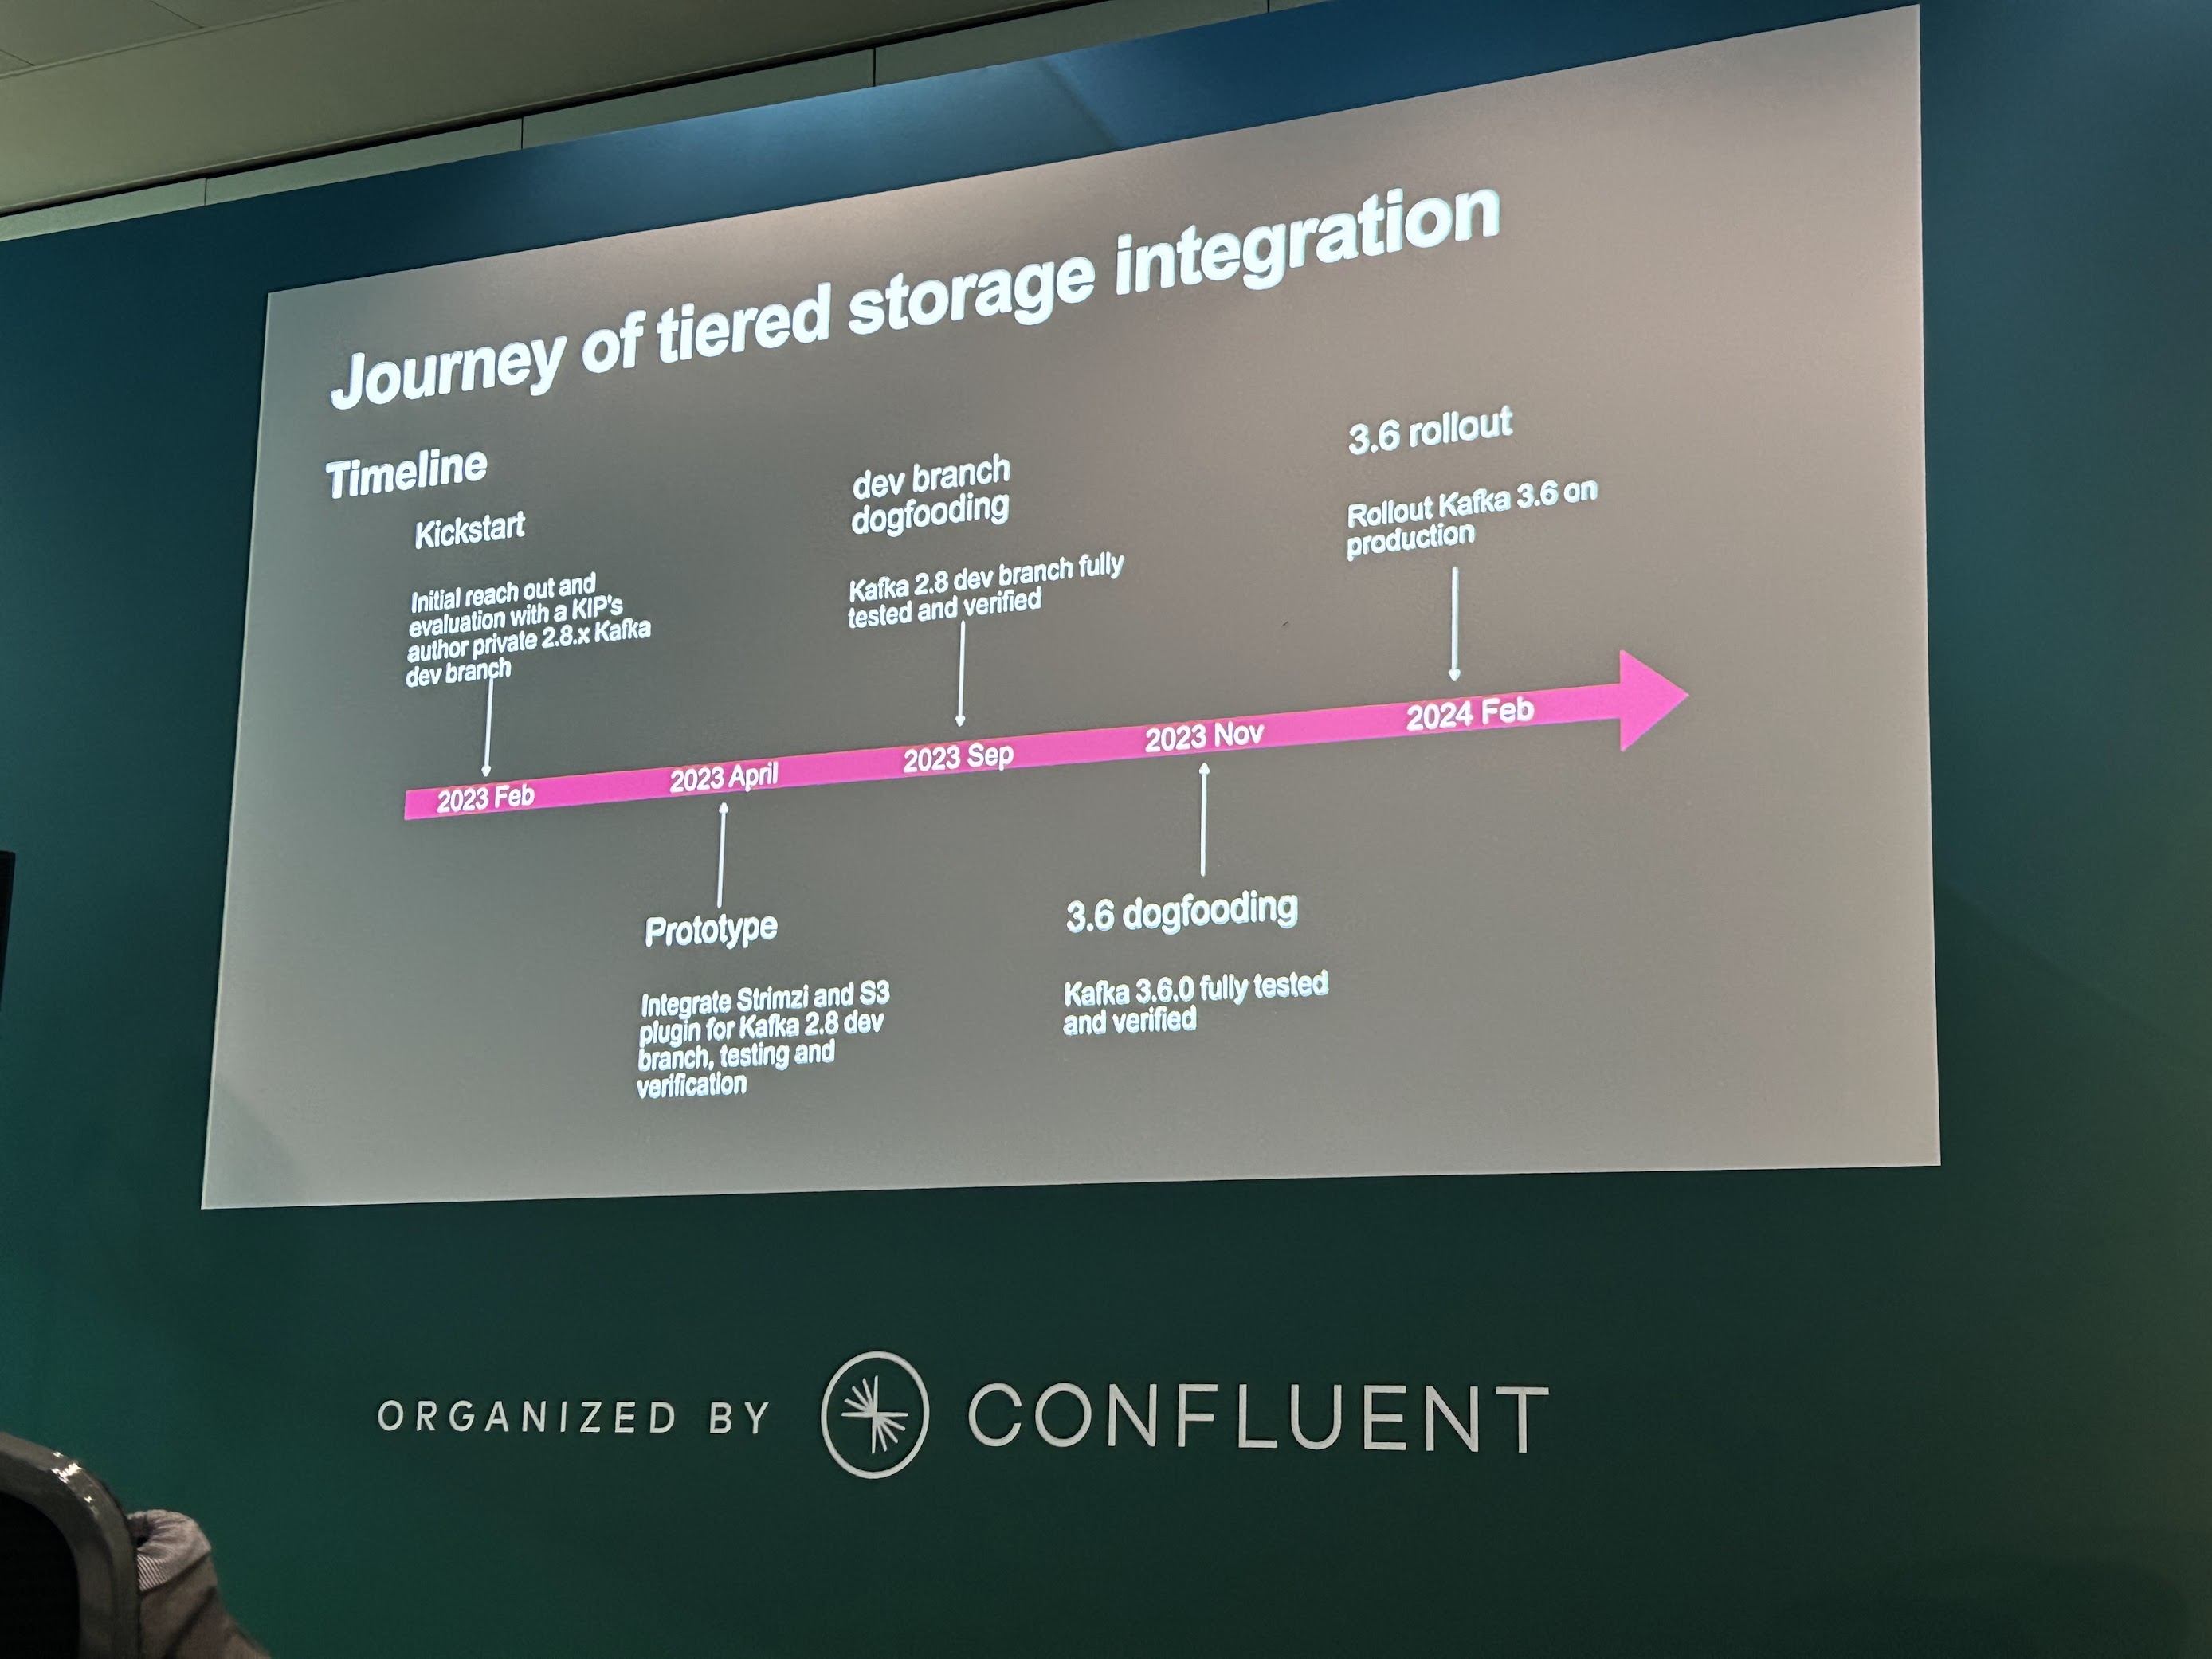 Journey of tiered storage integration
Timeline
Kickstart
Initial reach out and
evaluation with a KIP's
author private 2.8.x Kafka
dev branch
dev branch
dogfooding
Kafka 2.8 dev branch fully
tested and verified
3.6 rollout
Rollout Kafka 3.6 on
production
2023 Feb
2023 April
2023 Sep
2023 Nov
2024 Feb
Prototype
Integrate Strimzi and S3
plugin for Kafka 2.8 dev
branch, testing and
verification
3.6 dogfooding
Kafka 3.6.0 fully tested
and verified
ORGANIZED BY CONFLUENT